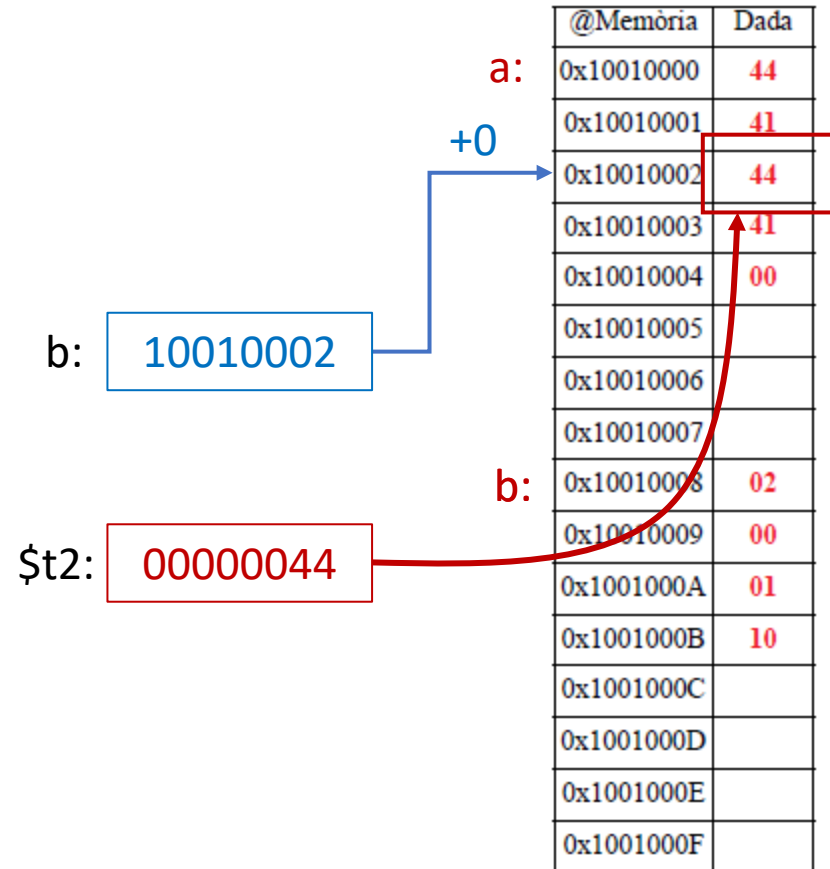 @Memòria Dada
a: 0x10010000 44
0x10010001 41
+0
0x10010002 44
0x10010003 41
0x10010004 00
0x10010005
b: 10010002
0x10010006
0x10010007
b: 0x10010008 02
0x10010009 00
$t2: 00000044
0x1001000A 01
0x1001000B 10
0x1001000C
0x1001000D
0x1001000E
0x1001000F